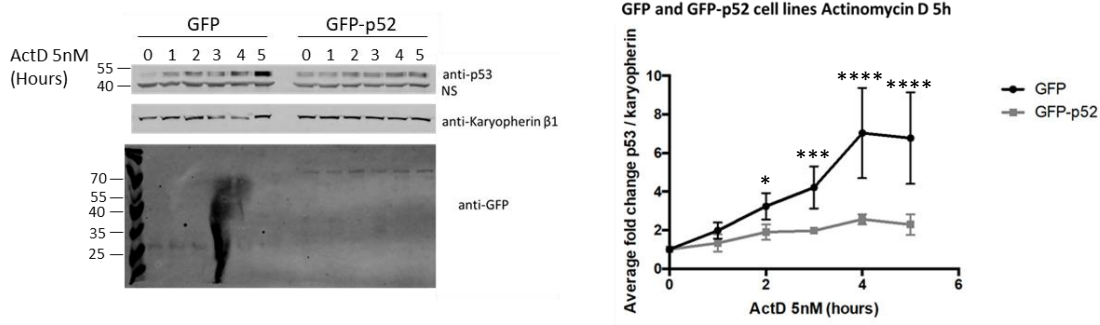 GFP GFP-p52
ActD 5nM 0 1 2 3 4 5 0 1 2 3 4 5
(Hours)
55 anti-p53
40 NS
anti-Karyopherin β1
70
55
40 anti-GFP
35
25
GFP and GFP-p52 cell lines Actinomycin D 5h
Average fold change p53 / karyopherin
10
8
6
4
2
0
* *** **** ****
GFP
GFP-p52
0 2 4 6
ActD 5nM (hours)